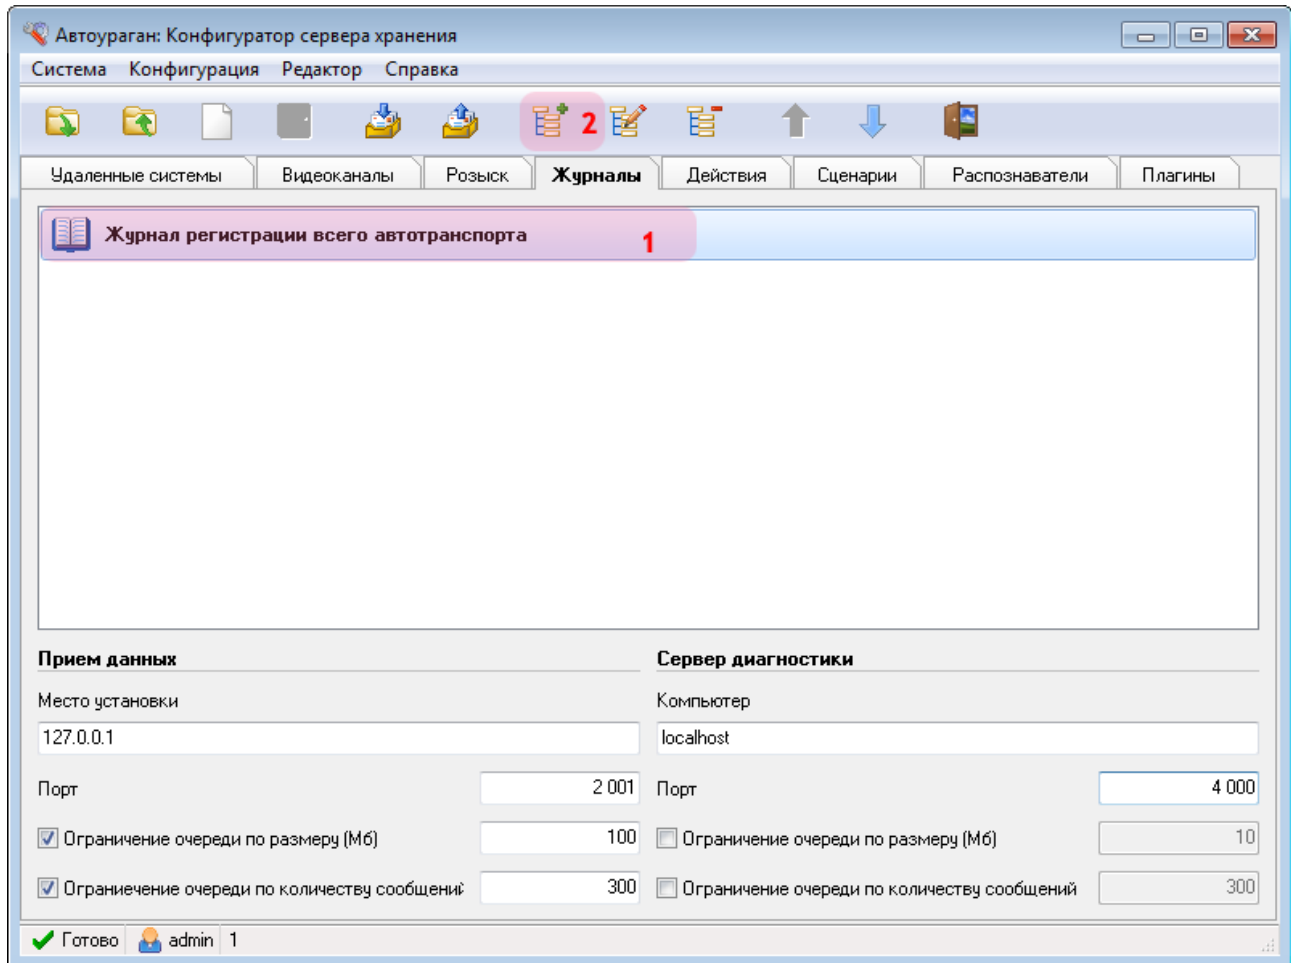 Автоураган: Конфигуратор сервера хранения
Система Конфигурация Редактор Справка
2
Удаленные системы Видеоканалы Розыск Журналы Действия Сценарии Распознаватели Плагины
Журнал регистрации всего автотранспорта 1
Прием данных Сервер диагностики
Место установки Компьютер
127.0.0.1 localhost
Порт 2 001 Порт 4 000
Ограничение очереди по размеру (Мб) 100 Ограничение очереди по размеру (Мб) 10
Ограниечение очереди по количеству сообщений 300 Ограничение очереди по количеству сообщений 300
Готово admin 1